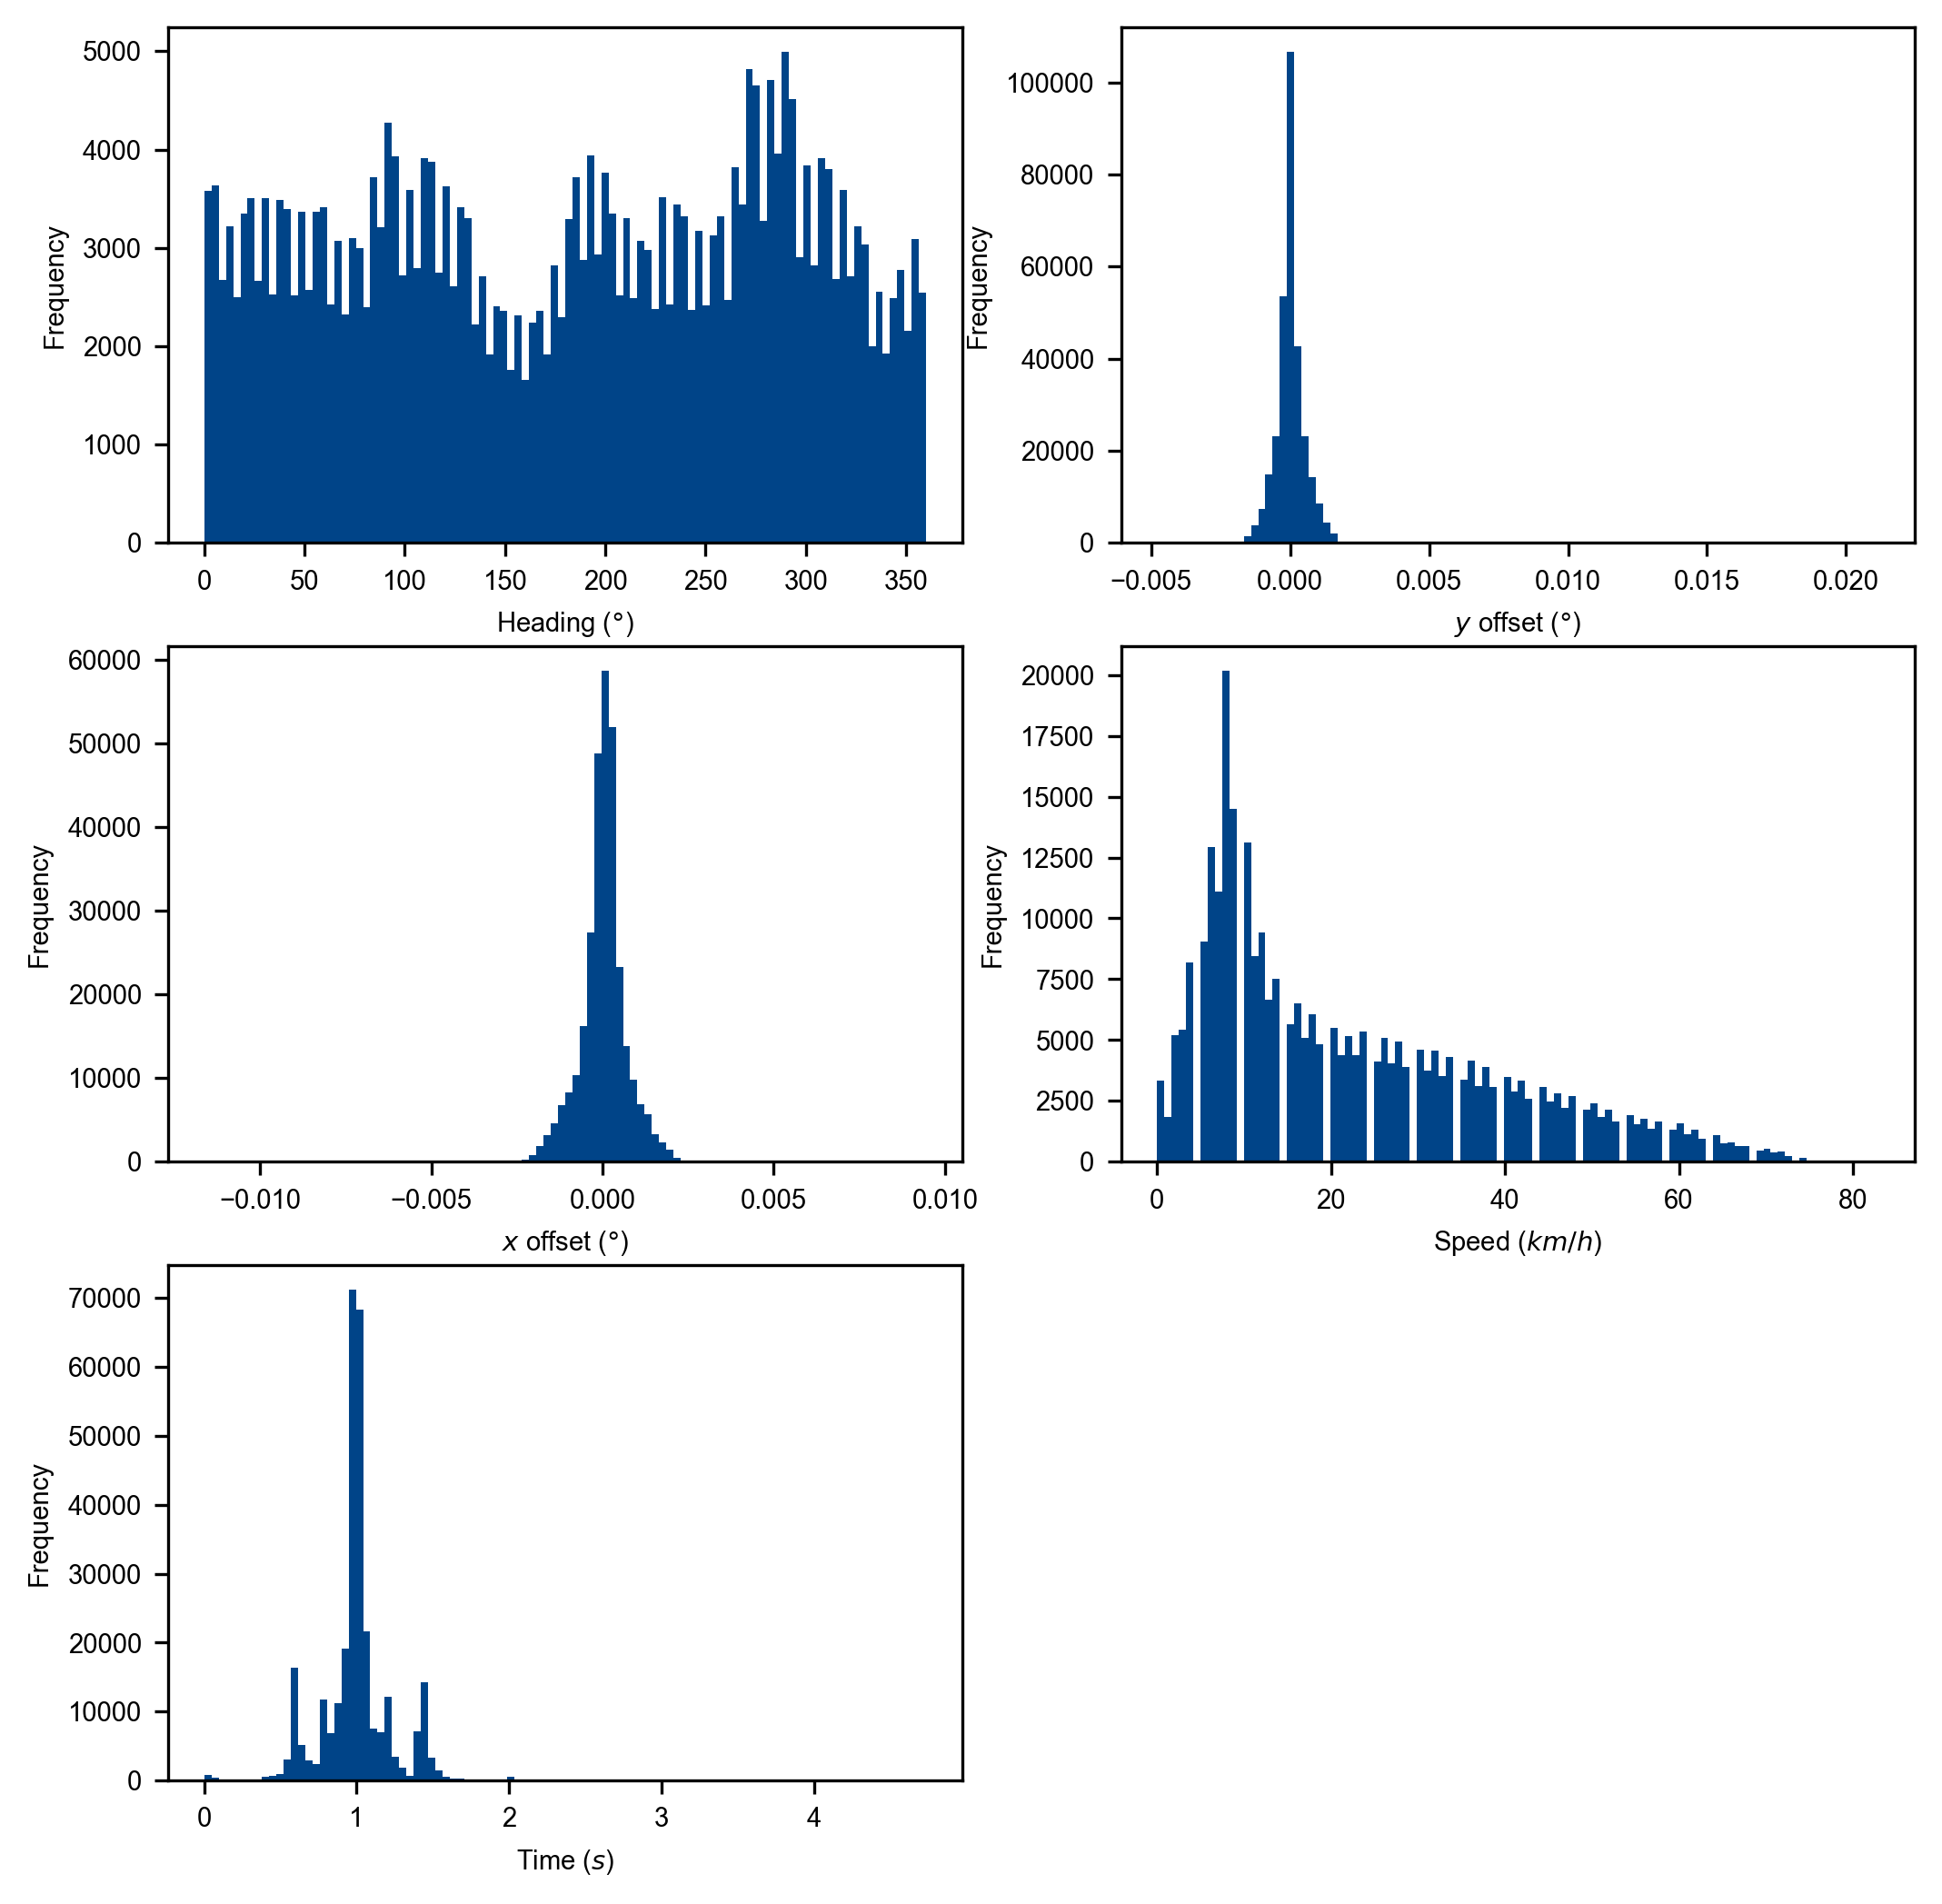 5000
4000
3000
2000
1000
0
Frequency
0 50 100 150 200 250 300 350
Heading (°)
100000
80000
60000
40000
20000
0
Frequency
−0.005 0.000 0.005 0.010 0.015 0.020
y offset (°)
60000
50000
40000
30000
20000
10000
0
Frequency
−0.010 −0.005 0.000 0.005 0.010
x offset (°)
20000
17500
15000
12500
10000
7500
5000
2500
0
Frequency
0 20 40 60 80
Speed (km/h)
70000
60000
50000
40000
30000
20000
10000
0
Frequency
0 1 2 3 4
Time (s)